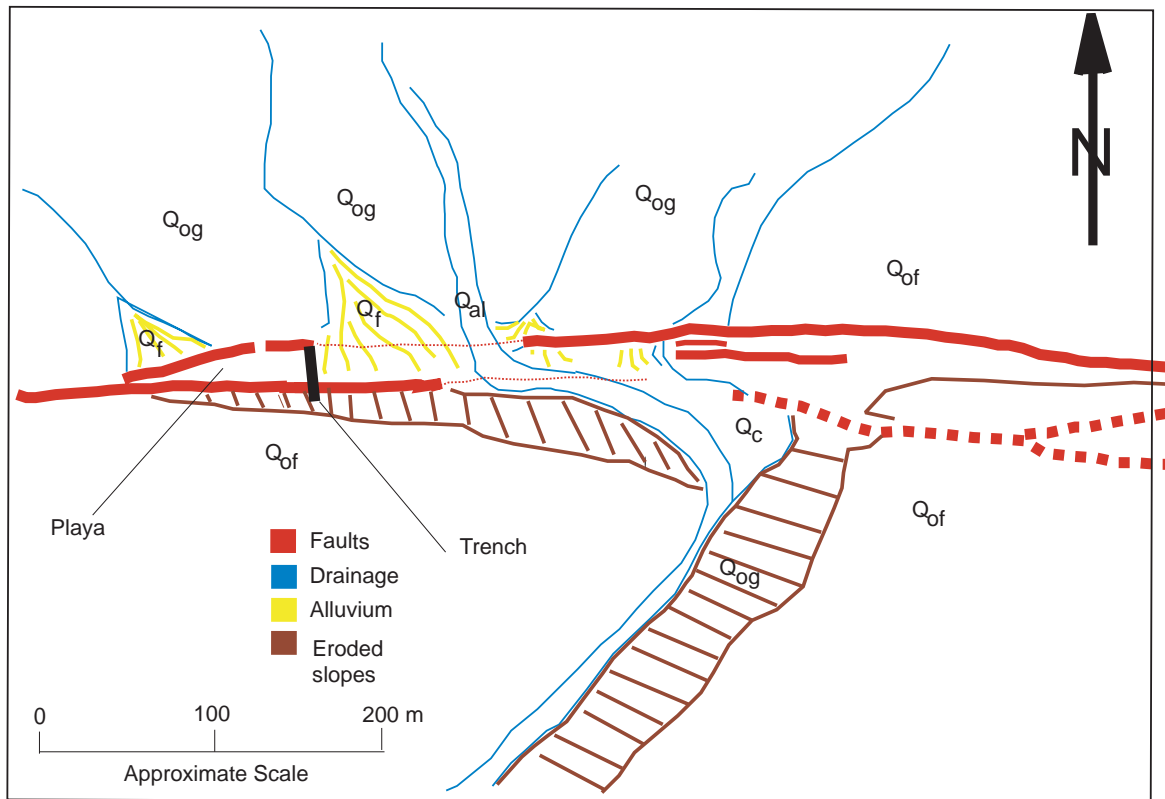 N
Qog
Qog
Qog
Qof
Qf
Qf
Qal
Qc
Qof
Qof
Playa
Trench
Qog
Faults
Drainage
Alluvium
Eroded
slopes
0 100 200 m
Approximate Scale